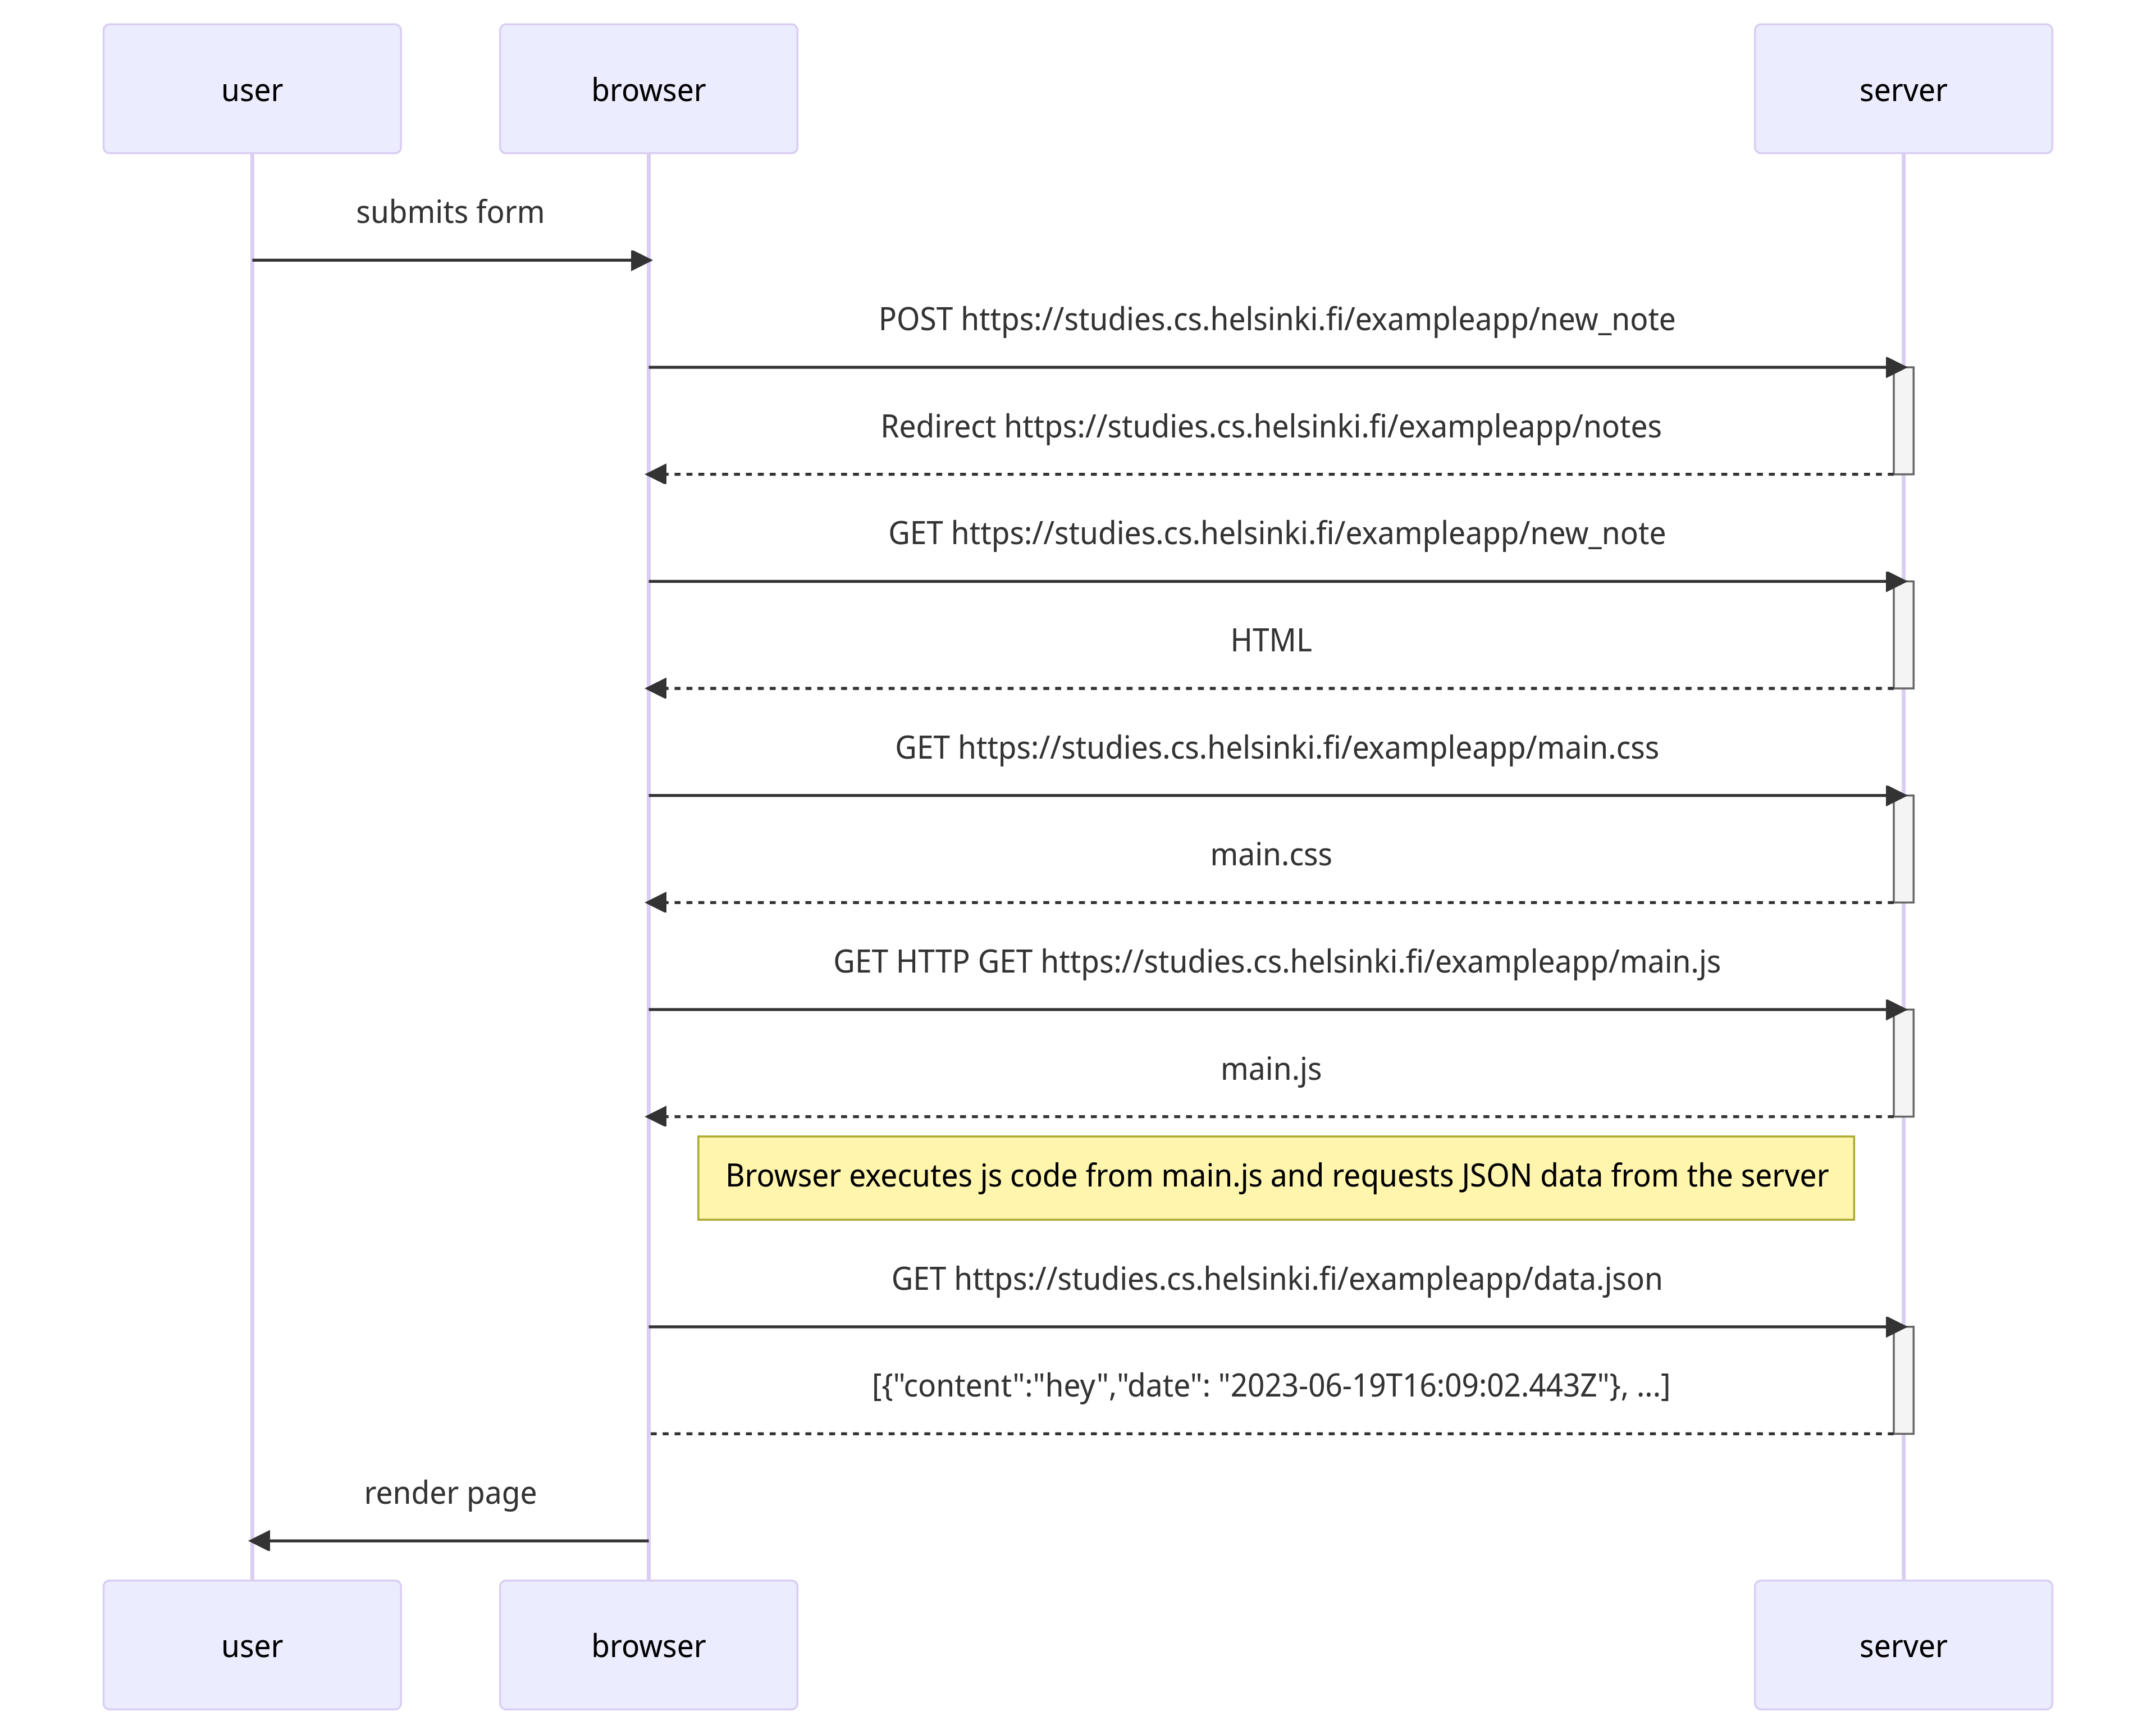 user
browser
server
submits form
POST https://studies.cs.helsinki.fi/exampleapp/new_note
Redirect https://studies.cs.helsinki.fi/exampleapp/notes
GET https://studies.cs.helsinki.fi/exampleapp/new_note
HTML
GET https://studies.cs.helsinki.fi/exampleapp/main.css
main.css
GET HTTP GET https://studies.cs.helsinki.fi/exampleapp/main.js
main.js
Browser executes js code from main.js and requests JSON data from the server
GET https://studies.cs.helsinki.fi/exampleapp/data.json
[{"content":"hey","date": "2023-06-19T16:09:02.443Z"}, ...]
render page
user
browser
server